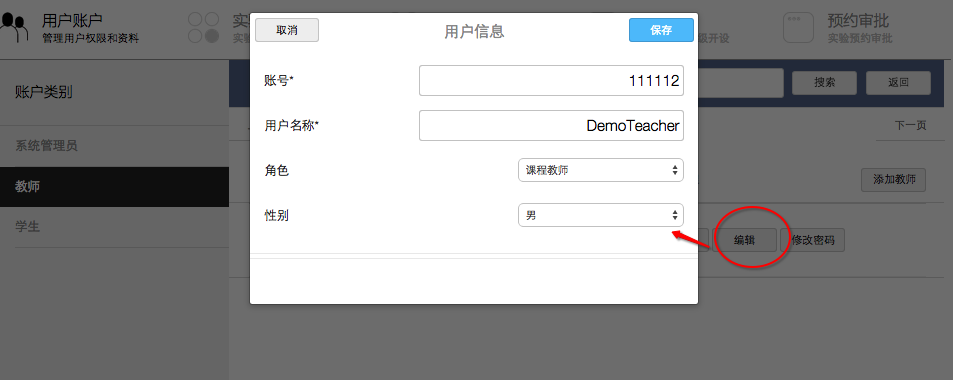 用户账户
管理用户权限和资料
实
实验
级开设
预约审批
实验预约审批
取消
用户信息
保存
账户类别
搜索
返回
账号*
111112
用户名称*
DemoTeacher
下一页
系统管理员
角色
课程教师
添加教师
教师
性别
男
学生
编辑
修改密码